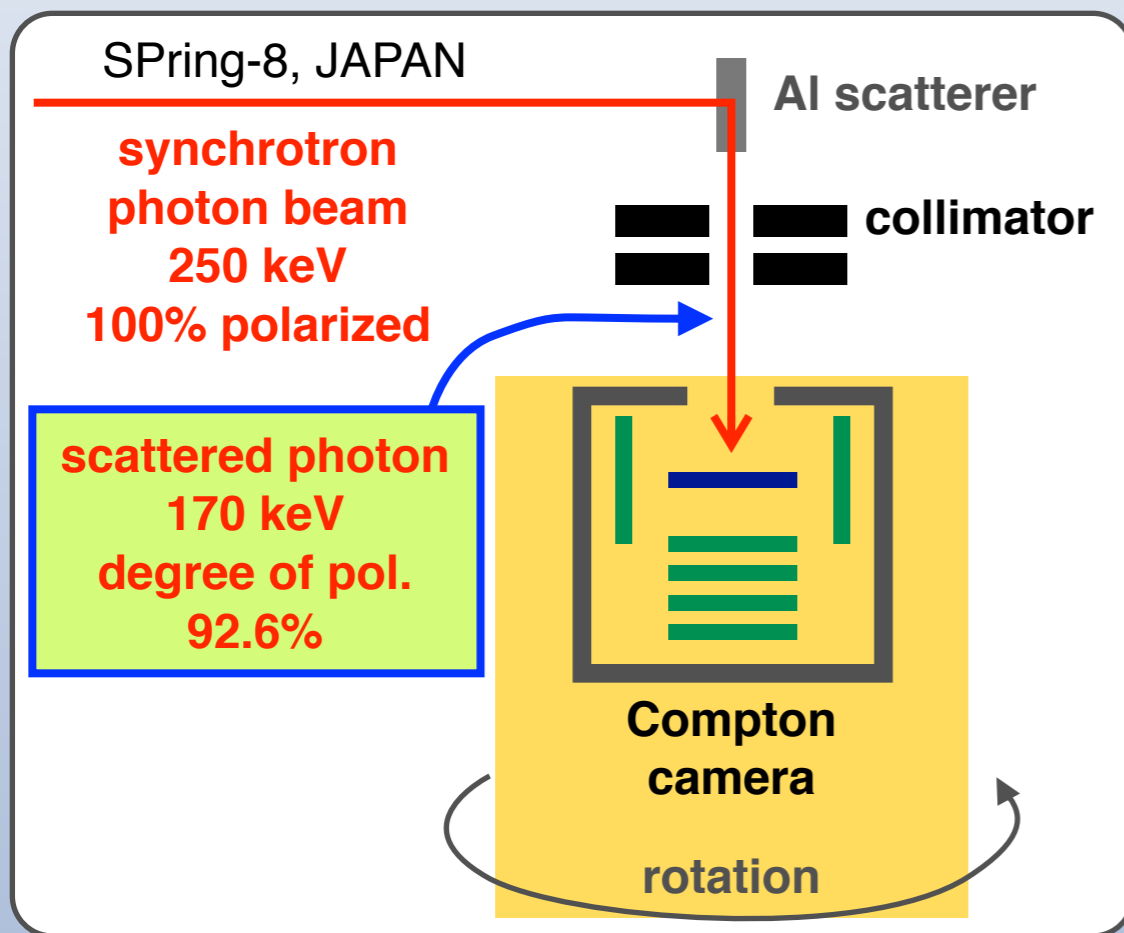 SPring-8, JAPAN
Al scatterer
synchrotron
photon beam
250 keV
100% polarized
collimator
scattered photon
170 keV
degree of pol.
92.6%
Compton
camera
rotation